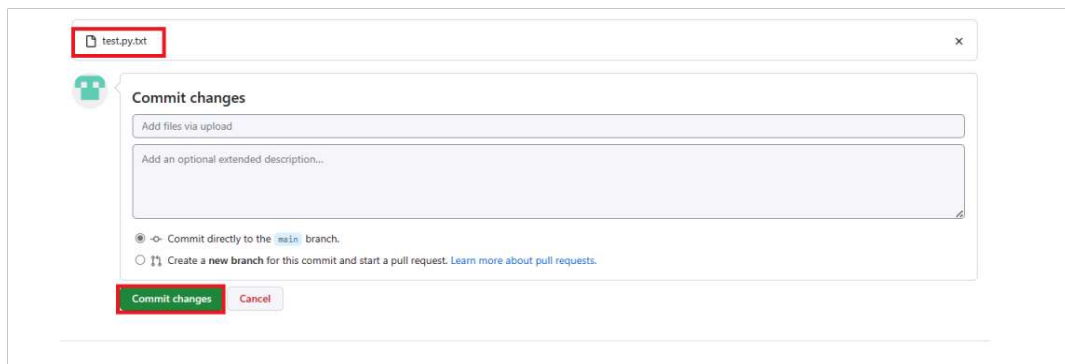 test.py.txt
Commit changes
Add files via upload
Add an optional extended description...
Commit directly to the main branch.
Create a new branch for this commit and start a pull request. Learn more about pull requests.
Commit changes Cancel